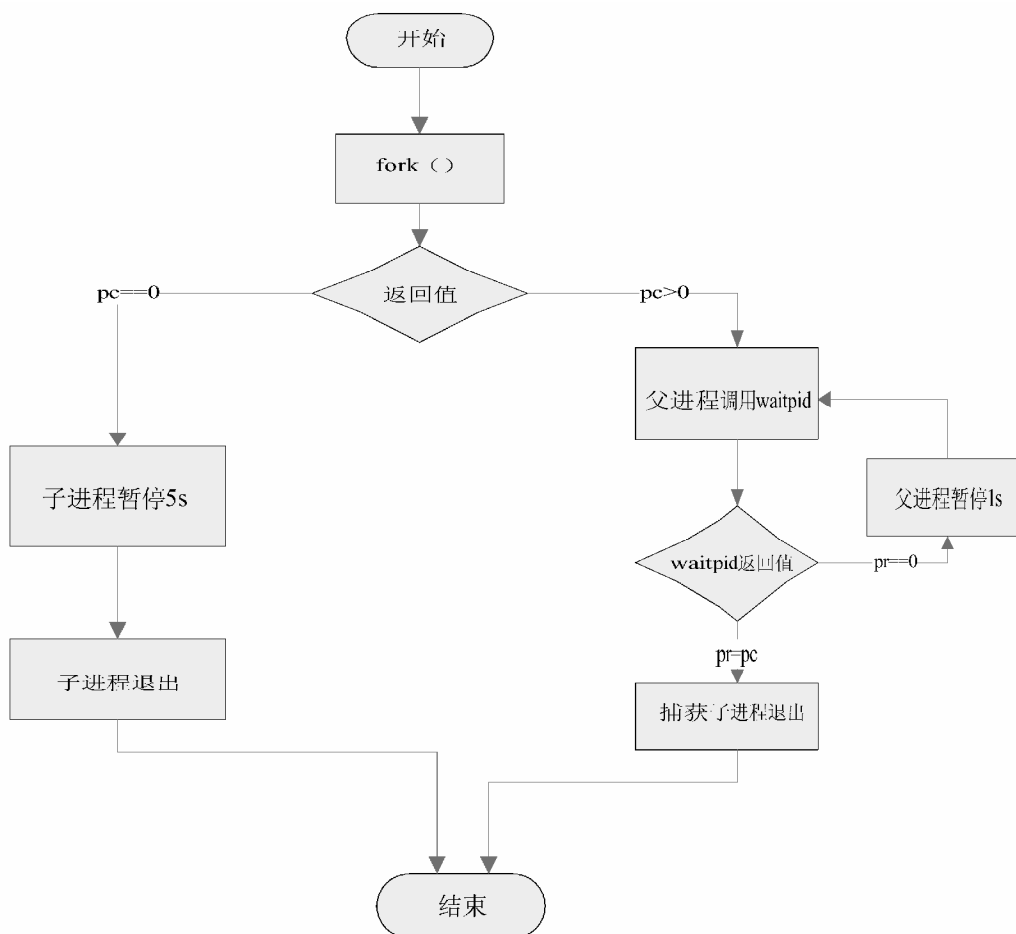 开始
fork（）
返回值
pc==0
pc>0
父进程调用waitpid
子进程暂停5s
父进程暂停1s
waitpid返回值
pr==0
pr=pc
子进程退出
捕获子进程退出
结束